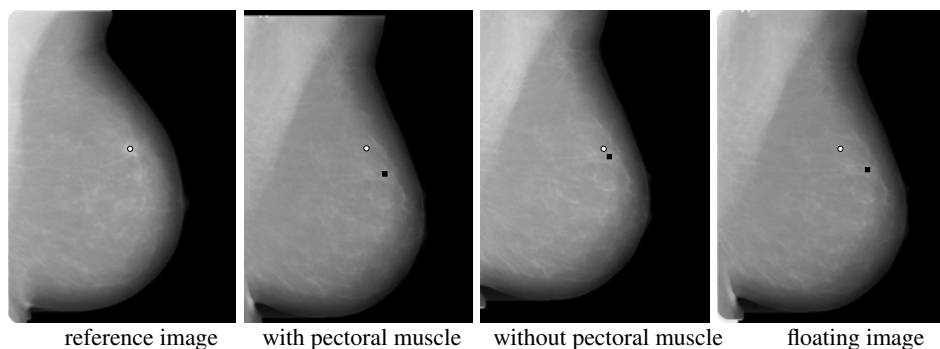 reference image
with pectoral muscle
without pectoral muscle
floating image